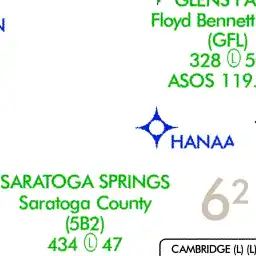 GLENS FA
Floyd Bennett
(GFL)
328 Ⓛ 5
ASOS 119.
N
HANAA
SARATOGA SPRINGS
Saratoga County
(5B2)
434 Ⓛ 47
6²
CAMBRIDGE (L) (L)